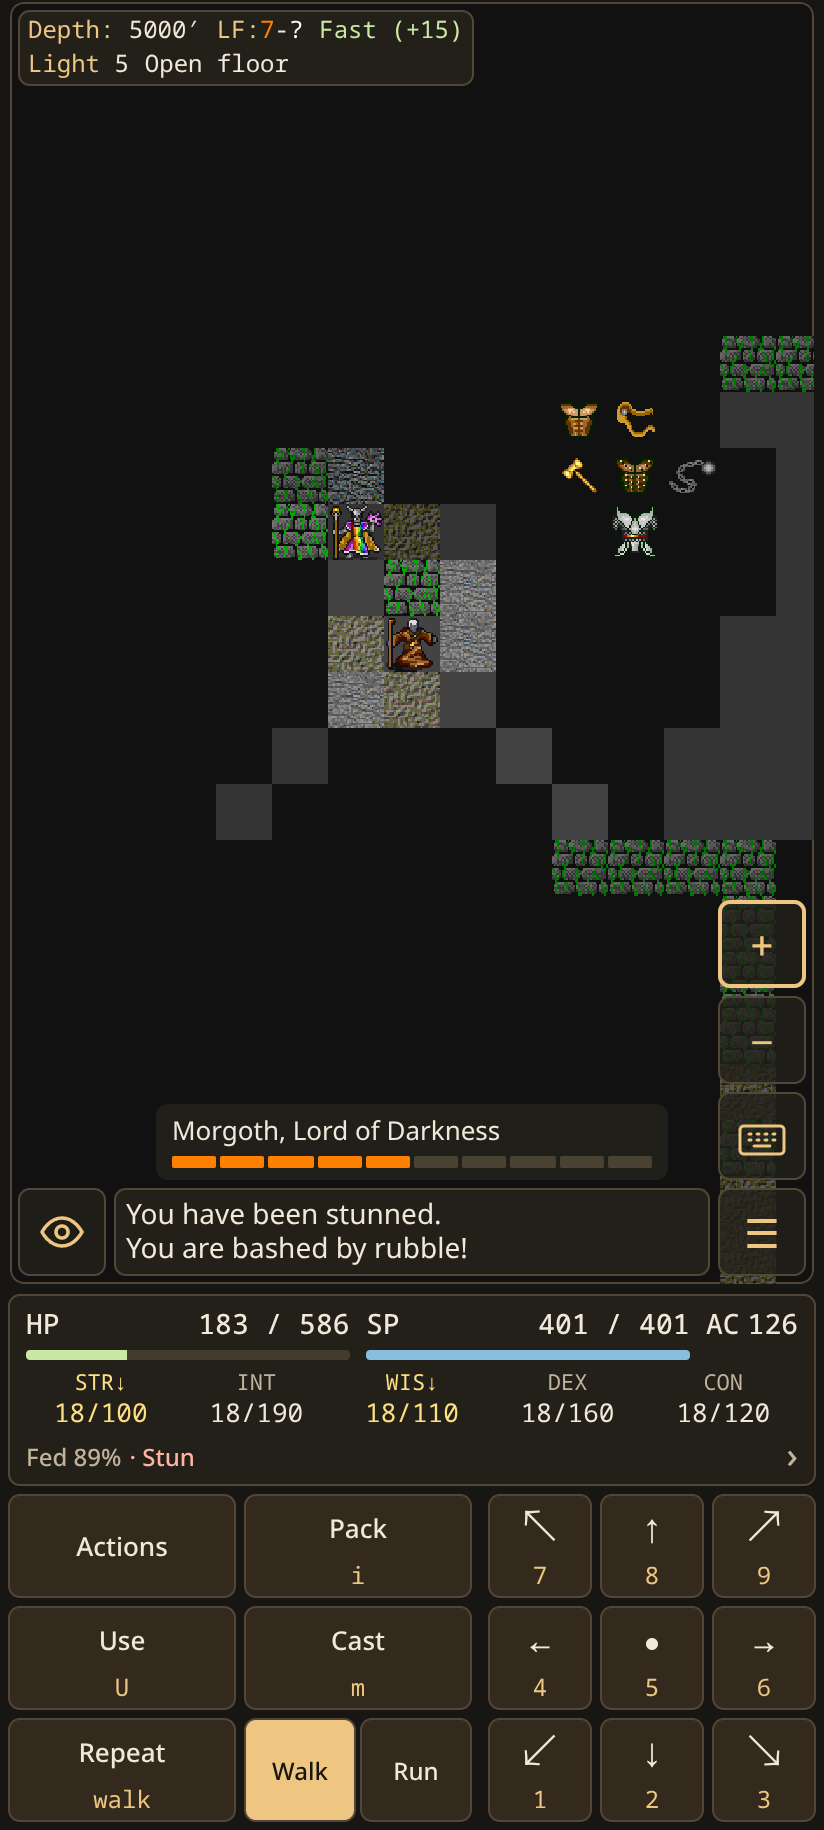 Depth: 5000′ LF:7-? Fast (+15)
Light 5 Open floor
+
−
Morgoth, Lord of Darkness
You have been stunned.
You are bashed by rubble!
HP 183 / 586 SP 401 / 401 AC 126
STR↓ INT WIS↓ DEX CON
18/100 18/190 18/110 18/160 18/120
Fed 89% · Stun ›
Actions
Pack
i
↖ ↑ ↗
7 8 9
Use
U
Cast
m
← ● →
4 5 6
Repeat
walk
Walk
Run
↙ ↓ ↘
1 2 3